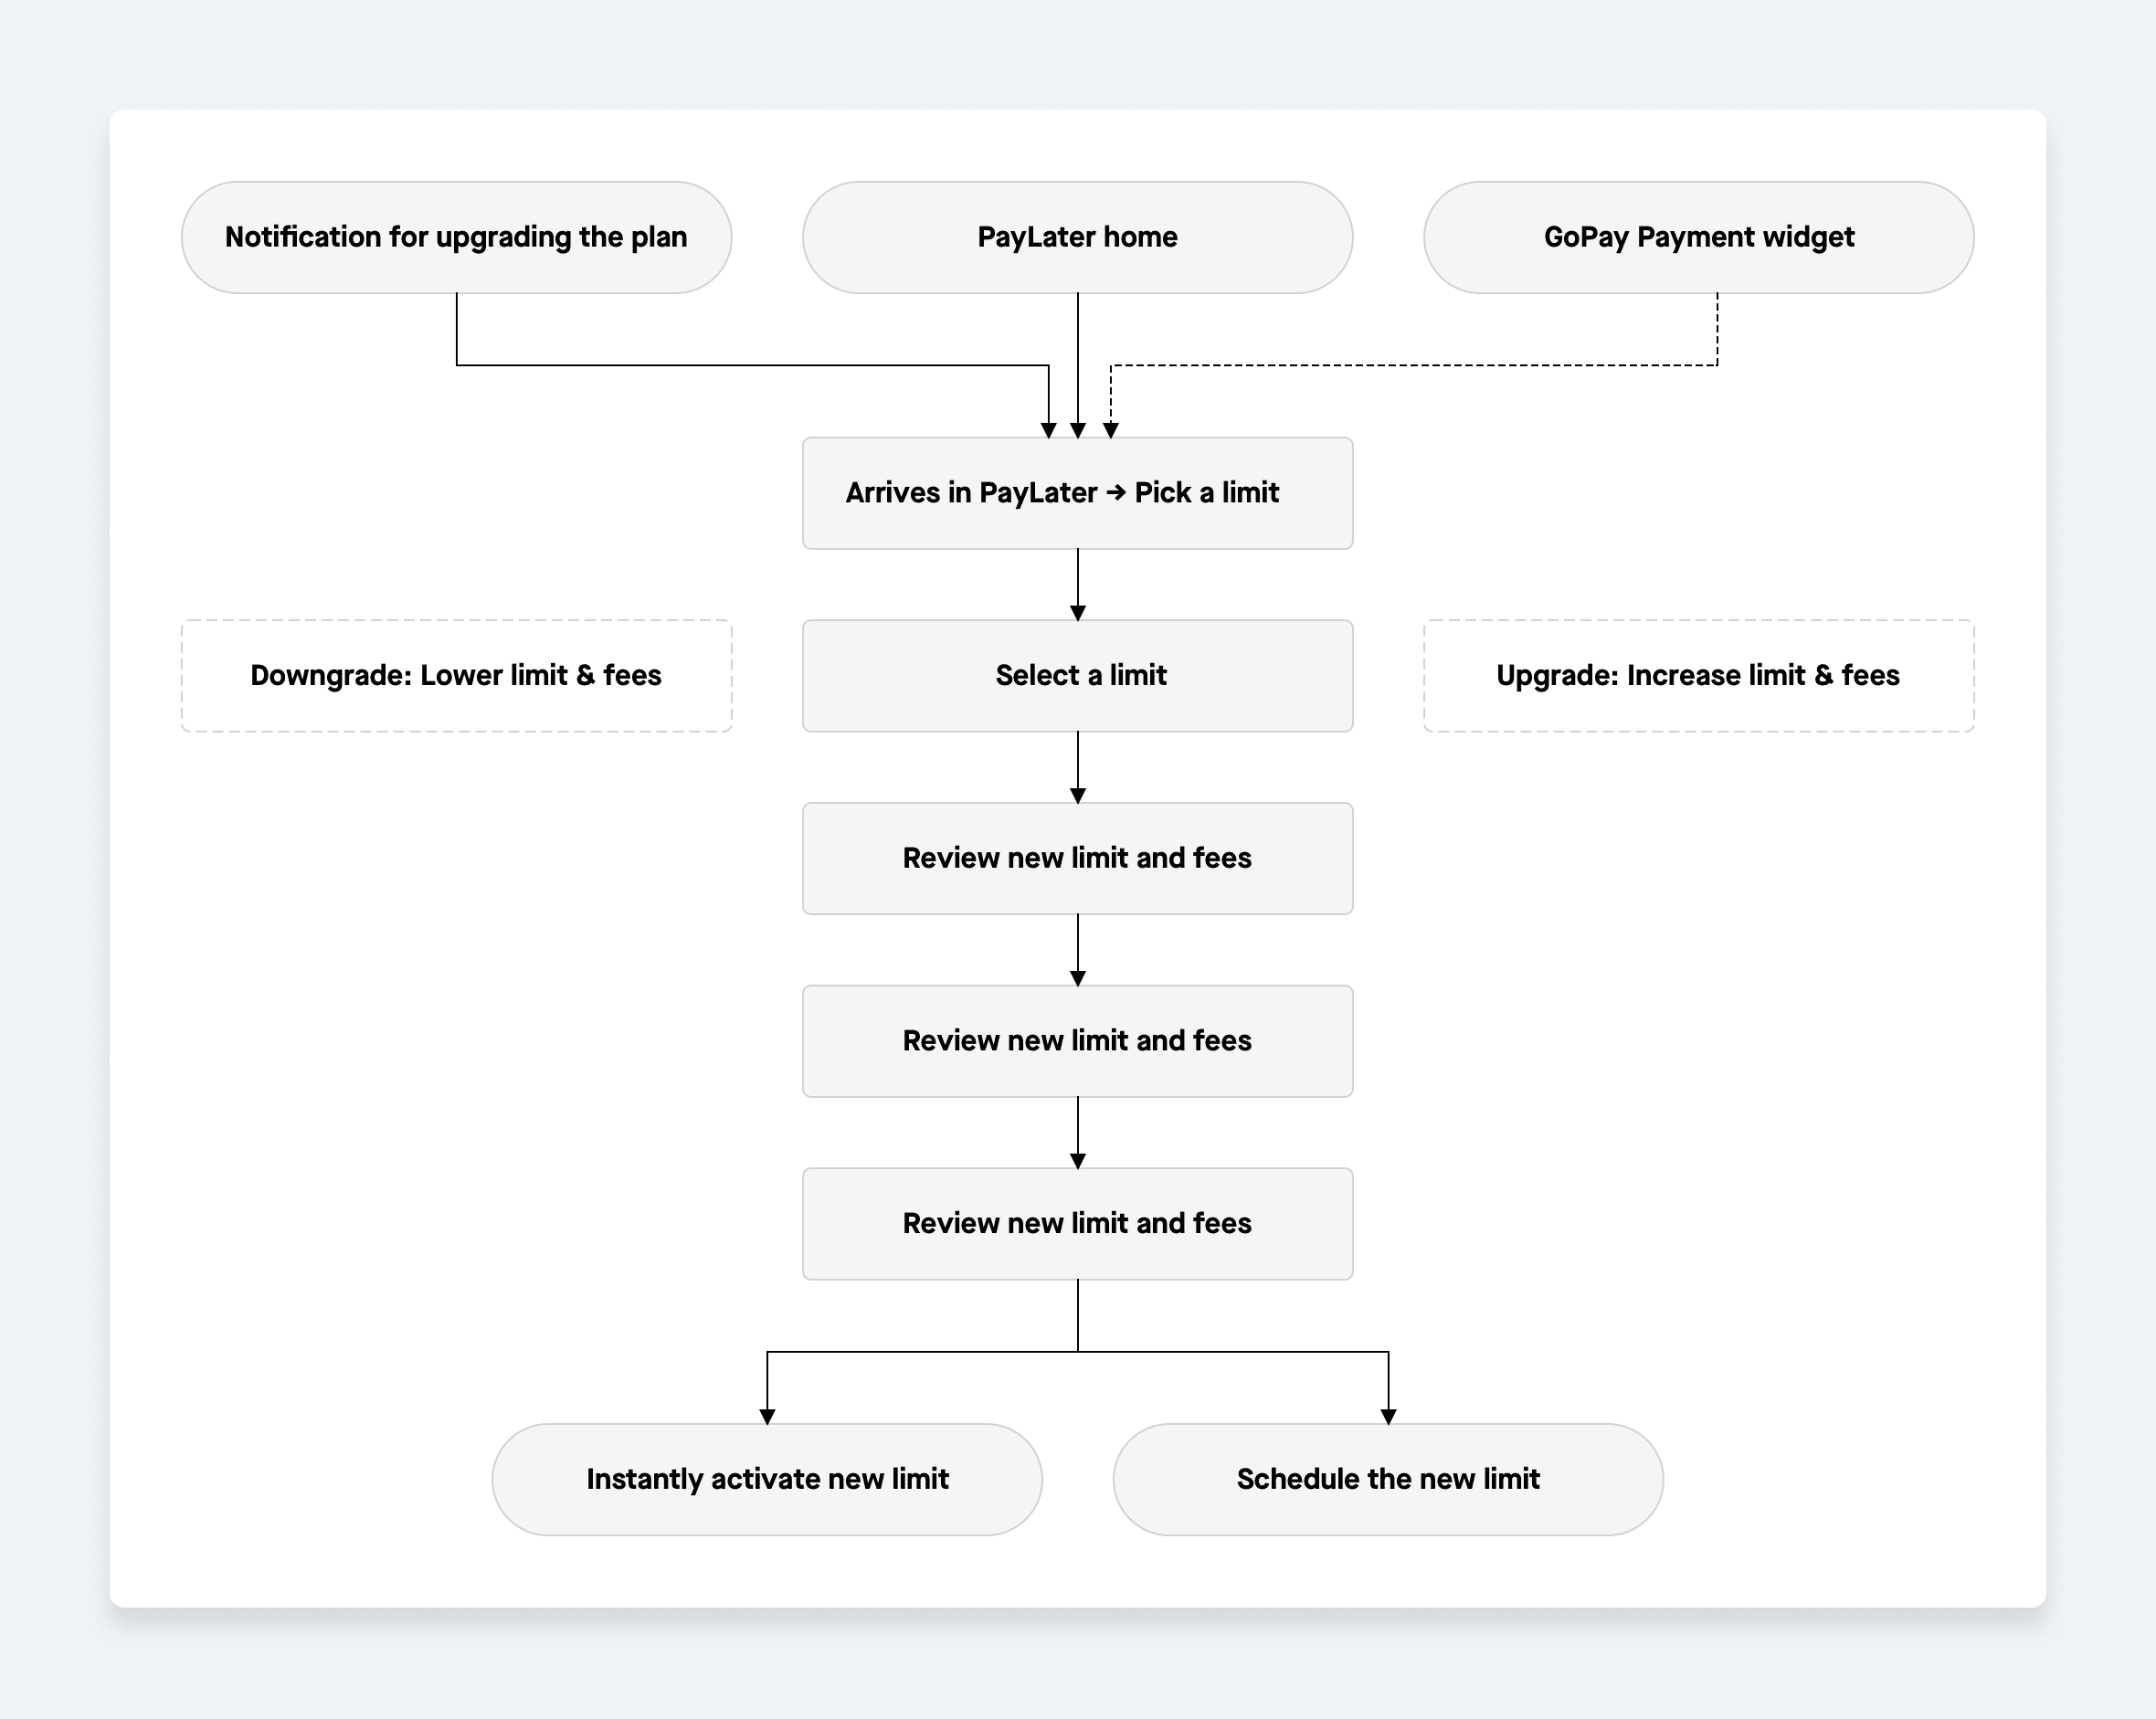 Notification for upgrading the plan
PayLater home
GoPay Payment widget
Arrives in PayLater → Pick a limit
Downgrade: Lower limit & fees
Select a limit
Upgrade: Increase limit & fees
Review new limit and fees
Review new limit and fees
Review new limit and fees
Instantly activate new limit
Schedule the new limit